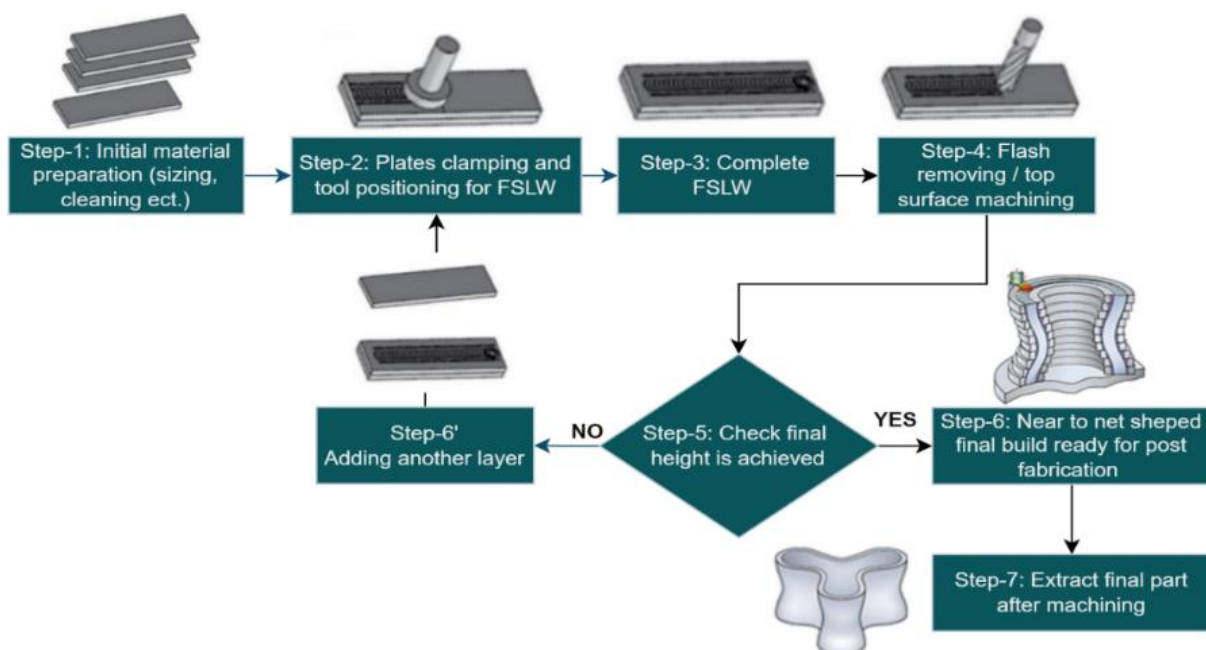 Step-1: Initial material
preparation (sizing,
cleaning ect.)
Step-2: Plates clamping and
tool positioning for FSLW
Step-3: Complete
FSLW
Step-4: Flash
removing / top
surface machining
Step-5: Check final
height is achieved
NO
YES
Step-6'
Adding another layer
Step-6: Near to net sheped
final build ready for post
fabrication
Step-7: Extract final part
after machining